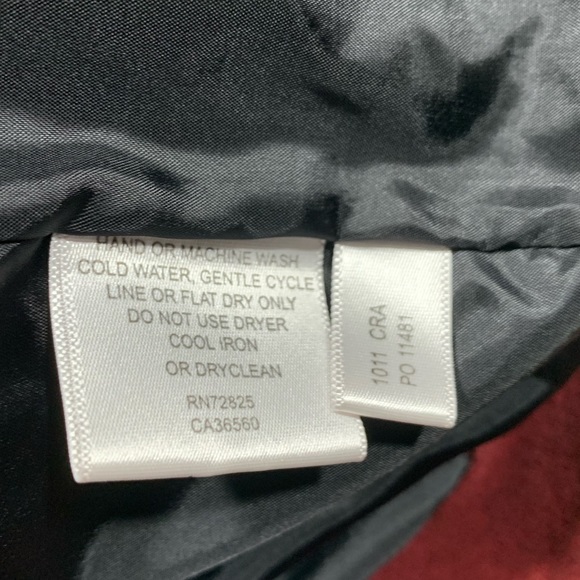 HAND OR MACHINE WASH
COLD WATER, GENTLE CYCLE
LINE OR FLAT DRY ONLY
DO NOT USE DRYER
COOL IRON
OR DRYCLEAN
RN72825
CA36560
1011 CRA
PO 11481